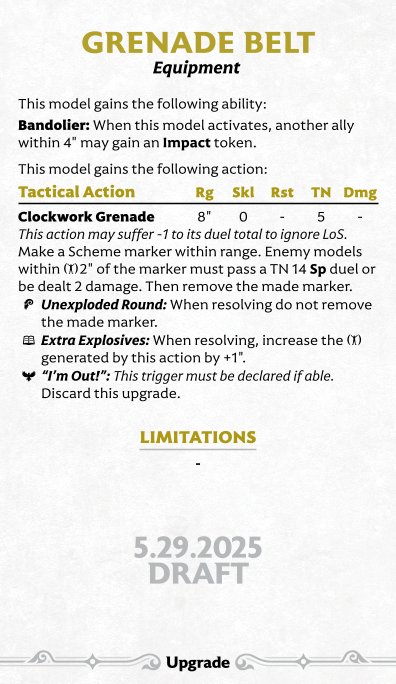 GRENADE BELT
Equipment
This model gains the following ability:
Bandolier: When this model activates, another ally
within 4" may gain an Impact token.
This model gains the following action:
Tactical Action Rg Skl Rst TN Dmg
Clockwork Grenade 8" 0 - 5 -
This action may suffer -1 to its duel total to ignore LoS.
Make a Scheme marker within range. Enemy models
within 2" of the marker must pass a TN 14 Sp duel or
be dealt 2 damage. Then remove the made marker.
Unexploded Round: When resolving do not remove
the made marker.
Extra Explosives: When resolving, increase the
generated by this action by +1".
"I'm Out!": This trigger must be declared if able.
Discard this upgrade.
LIMITATIONS
-
5.29.2025
DRAFT
Upgrade